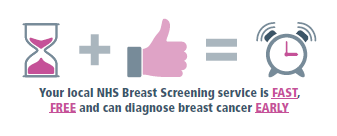 Your local NHS Breast Screening service is FAST,
FREE and can diagnose breast cancer EARLY